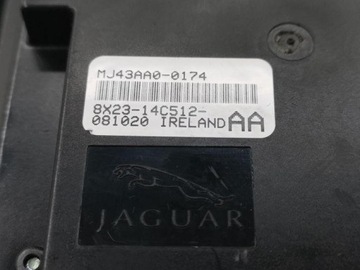 MJ43AA0-0174
8X23-14C512-
081020 IRELAND AA
JAGUAR